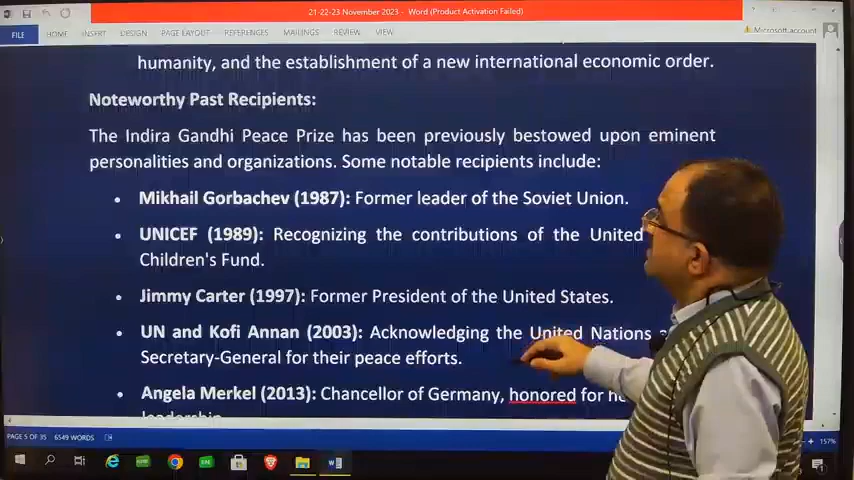 21-22-23 November 2023 - Word (Product Activation Failed)
FILE HOME INSERT DESIGN PAGE LAYOUT REFERENCES MAILINGS REVIEW VIEW Microsoft account
humanity, and the establishment of a new international economic order.
Noteworthy Past Recipients:
The Indira Gandhi Peace Prize has been previously bestowed upon eminent
personalities and organizations. Some notable recipients include:
• Mikhail Gorbachev (1987): Former leader of the Soviet Union.
• UNICEF (1989): Recognizing the contributions of the United
Children's Fund.
• Jimmy Carter (1997): Former President of the United States.
• UN and Kofi Annan (2003): Acknowledging the United Nations
Secretary-General for their peace efforts.
• Angela Merkel (2013): Chancellor of Germany, honored for
leadership
PAGE 5 OF 35 6549 WORDS + 157%